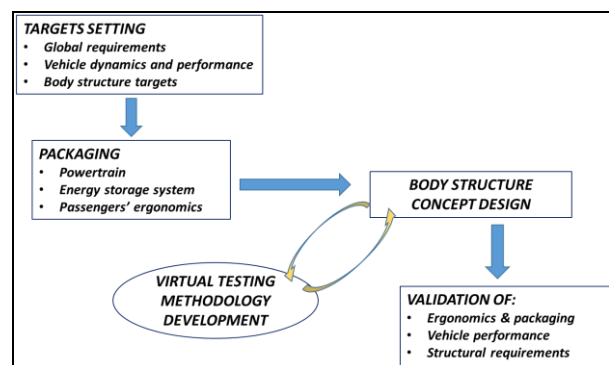 TARGETS SETTING
• Global requirements
• Vehicle dynamics and performance
• Body structure targets
PACKAGING
• Powertrain
• Energy storage system
• Passengers' ergonomics
BODY STRUCTURE
CONCEPT DESIGN
VIRTUAL TESTING
METHODOLOGY
DEVELOPMENT
VALIDATION OF:
• Ergonomics & packaging
• Vehicle performance
• Structural requirements